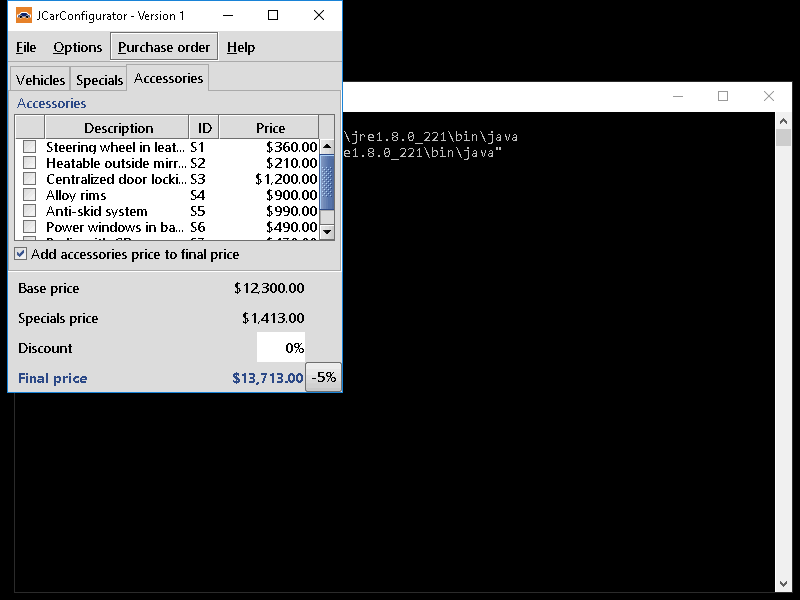 JCarConfigurator - Version 1
File Options Purchase order Help
Vehicles Specials Accessories
Accessories
Description ID Price
Steering wheel in leat... S1 $360.00
Heatable outside mirr... S2 $210.00
Centralized door locki... S3 $1,200.00
Alloy rims S4 $900.00
Anti-skid system S5 $990.00
Power windows in ba... S6 $490.00
Add accessories price to final price
Base price $12,300.00
Specials price $1,413.00
Discount 0%
Final price $13,713.00 -5%
\jre1.8.0_221\bin\java
e1.8.0_221\bin\java"